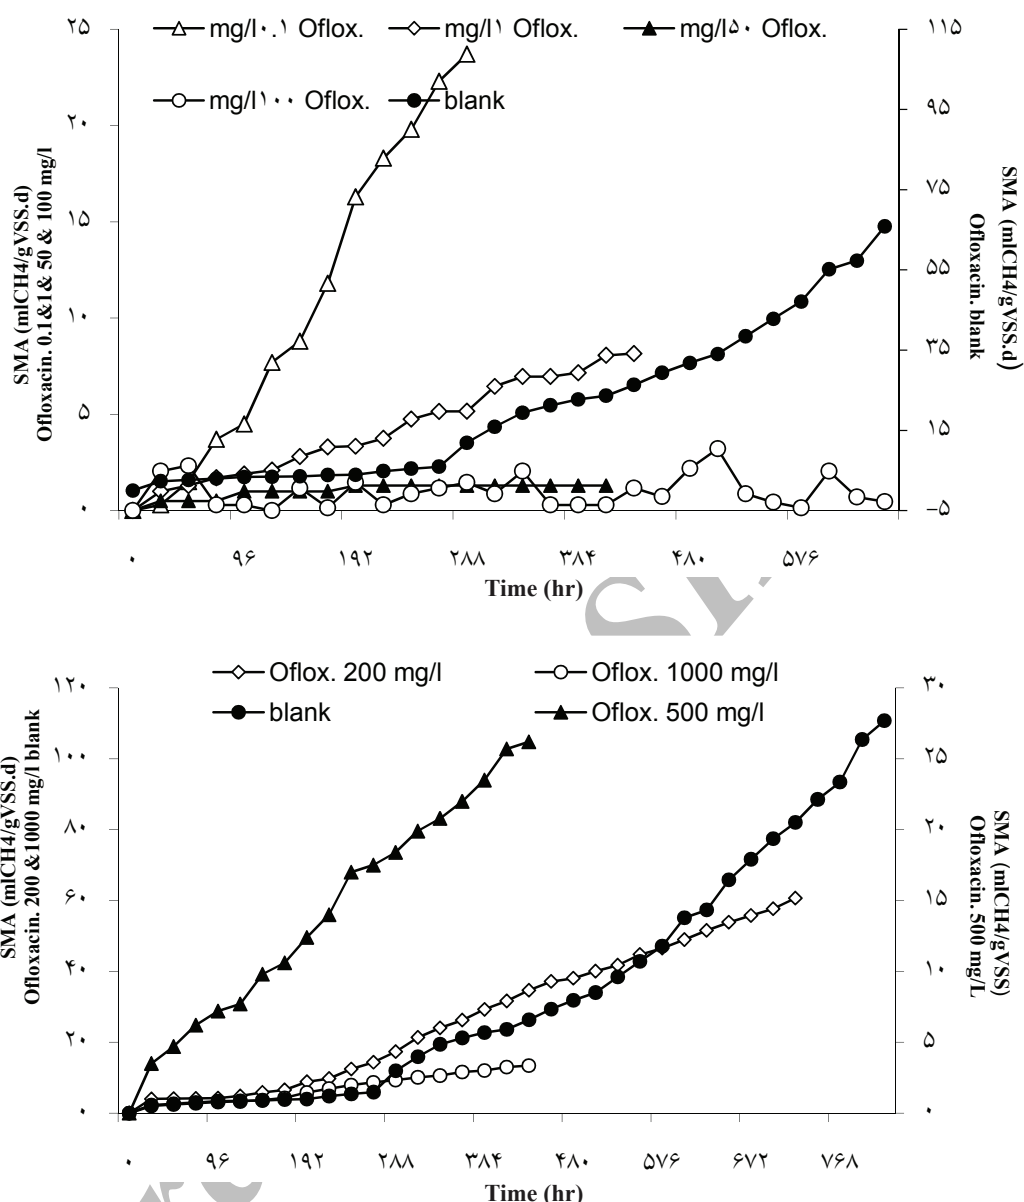 mg/l۰.۱ Oflox. mg/l۱ Oflox. mg/l۵۰ Oflox.
mg/l۱۰۰ Oflox. blank
SMA (mlCH4/gVSS.d)
Ofloxacin. 0.1&1& 50 & 100 mg/l
۲۵
۲۰
۱۵
۱۰
۵
۰
۱۱۵
۹۵
۷۵
۵۵
۳۵
۱۵
-۵
SMA (mlCH4/gVSS.d)
Ofloxacin. blank
۰ ۹۶ ۱۹۲ ۲۸۸ ۳۸۴ ۴۸۰ ۵۷۶
Time (hr)
Oflox. 200 mg/l Oflox. 1000 mg/l
blank Oflox. 500 mg/l
SMA (mlCH4/gVSS.d)
Ofloxacin. 200 &1000 mg/l blank
۱۲۰
۱۰۰
۸۰
۶۰
۴۰
۲۰
۰
۳۰
۲۵
۲۰
۱۵
۱۰
۵
۰
SMA (mlCH4/gVSS)
Ofloxacin. 500 mg/L
۰ ۹۶ ۱۹۲ ۲۸۸ ۳۸۴ ۴۸۰ ۵۷۶ ۶۷۲ ۷۶۸
Time (hr)